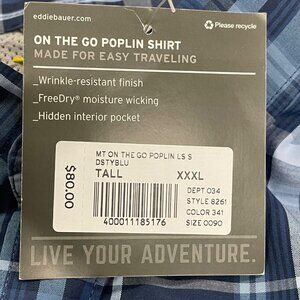 eddiebauer.com
Please recycle
ON THE GO POPLIN SHIRT
MADE FOR EASY TRAVELING
_Wrinkle-resistant finish
_FreeDry® moisture wicking
_Hidden interior pocket
$80.00
MT ON THE GO POPLIN LS S
DSTYBLU
TALL XXXL
DEPT 034
STYLE 8261
COLOR 341
SIZE 0090
400011185176
LIVE YOUR ADVENTURE.